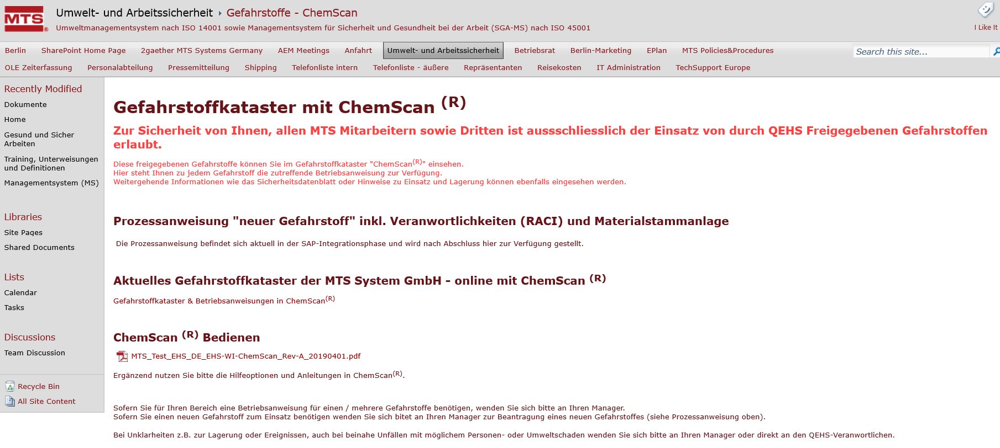 MTS®
Umwelt- und Arbeitssicherheit ▸ Gefahrstoffe - ChemScan
Umweltmanagementsystem nach ISO 14001 sowie Managementsystem für Sicherheit und Gesundheit bei der Arbeit (SGA-MS) nach ISO 45001
I Like It
Berlin SharePoint Home Page 2gaether MTS Systems Germany AEM Meetings Anfahrt Umwelt- und Arbeitssicherheit Betriebsrat Berlin-Marketing EPlan MTS Policies&Procedures
Search this site...
OLE Zeiterfassung Personalabteilung Pressemitteilung Shipping Telefonliste intern Telefonliste - äußere Repräsentanten Reisekosten IT Administration TechSupport Europe
Recently Modified
Dokumente
Home
Gesund und Sicher
Arbeiten
Training, Unterweisungen
und Definitionen
Managementsystem (MS)
Libraries
Site Pages
Shared Documents
Lists
Calendar
Tasks
Discussions
Team Discussion
Recycle Bin
All Site Content
Gefahrstoffkataster mit ChemScan (R)
Zur Sicherheit von Ihnen, allen MTS Mitarbeitern sowie Dritten ist aussschliesslich der Einsatz von durch QEHS Freigegebenen Gefahrstoffen
erlaubt.
Diese freigegebenen Gefahrstoffe können Sie im Gefahrstoffkataster "ChemScan(R)" einsehen.
Hier steht Ihnen zu jedem Gefahrstoff die zutreffende Betriebsanweisung zur Verfügung.
Weitergehende Informationen wie das Sicherheitsdatenblatt oder Hinweise zu Einsatz und Lagerung können ebenfalls eingesehen werden.
Prozessanweisung "neuer Gefahrstoff" inkl. Veranwortlichkeiten (RACI) und Materialstammanlage
Die Prozessanweisung befindet sich aktuell in der SAP-Integrationsphase und wird nach Abschluss hier zur Verfügung gestellt.
Aktuelles Gefahrstoffkataster der MTS System GmbH - online mit ChemScan (R)
Gefahrstoffkataster & Betriebsanweisungen in ChemScan(R)
ChemScan (R) Bedienen
MTS_Test_EHS_DE_EHS-WI-ChemScan_Rev-A_20190401.pdf
Ergänzend nutzen Sie bitte die Hilfeoptionen und Anleitungen in ChemScan(R).
Sofern Sie für Ihren Bereich eine Betriebsanweisung für einen / mehrere Gefahrstoffe benötigen, wenden Sie sich bitte an Ihren Manager.
Sofern Sie einen neuen Gefahrstoff zum Einsatz benötigen wenden Sie sich bitet an Ihren Manager zur Beantragung eines neuen Gefahrstoffes (siehe Prozessanweisung oben).
Bei Unklarheiten z.B. zur Lagerung oder Ereignissen, auch bei beinahe Unfällen mit möglichem Personen- oder Umweltschaden wenden Sie sich bitte an Ihren Manager oder direkt an den QEHS-Veranwortlichen.